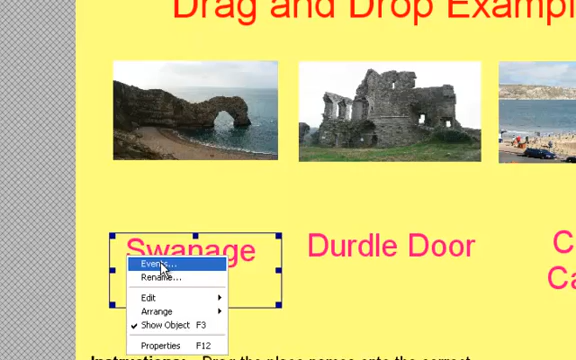 Drag and Drop Exampl
Swanage
Durdle Door
C
Ca
Events...
Rename...
Edit
Arrange
Show Object F3
Properties F12
Instructions: Drag the place names onto the correct